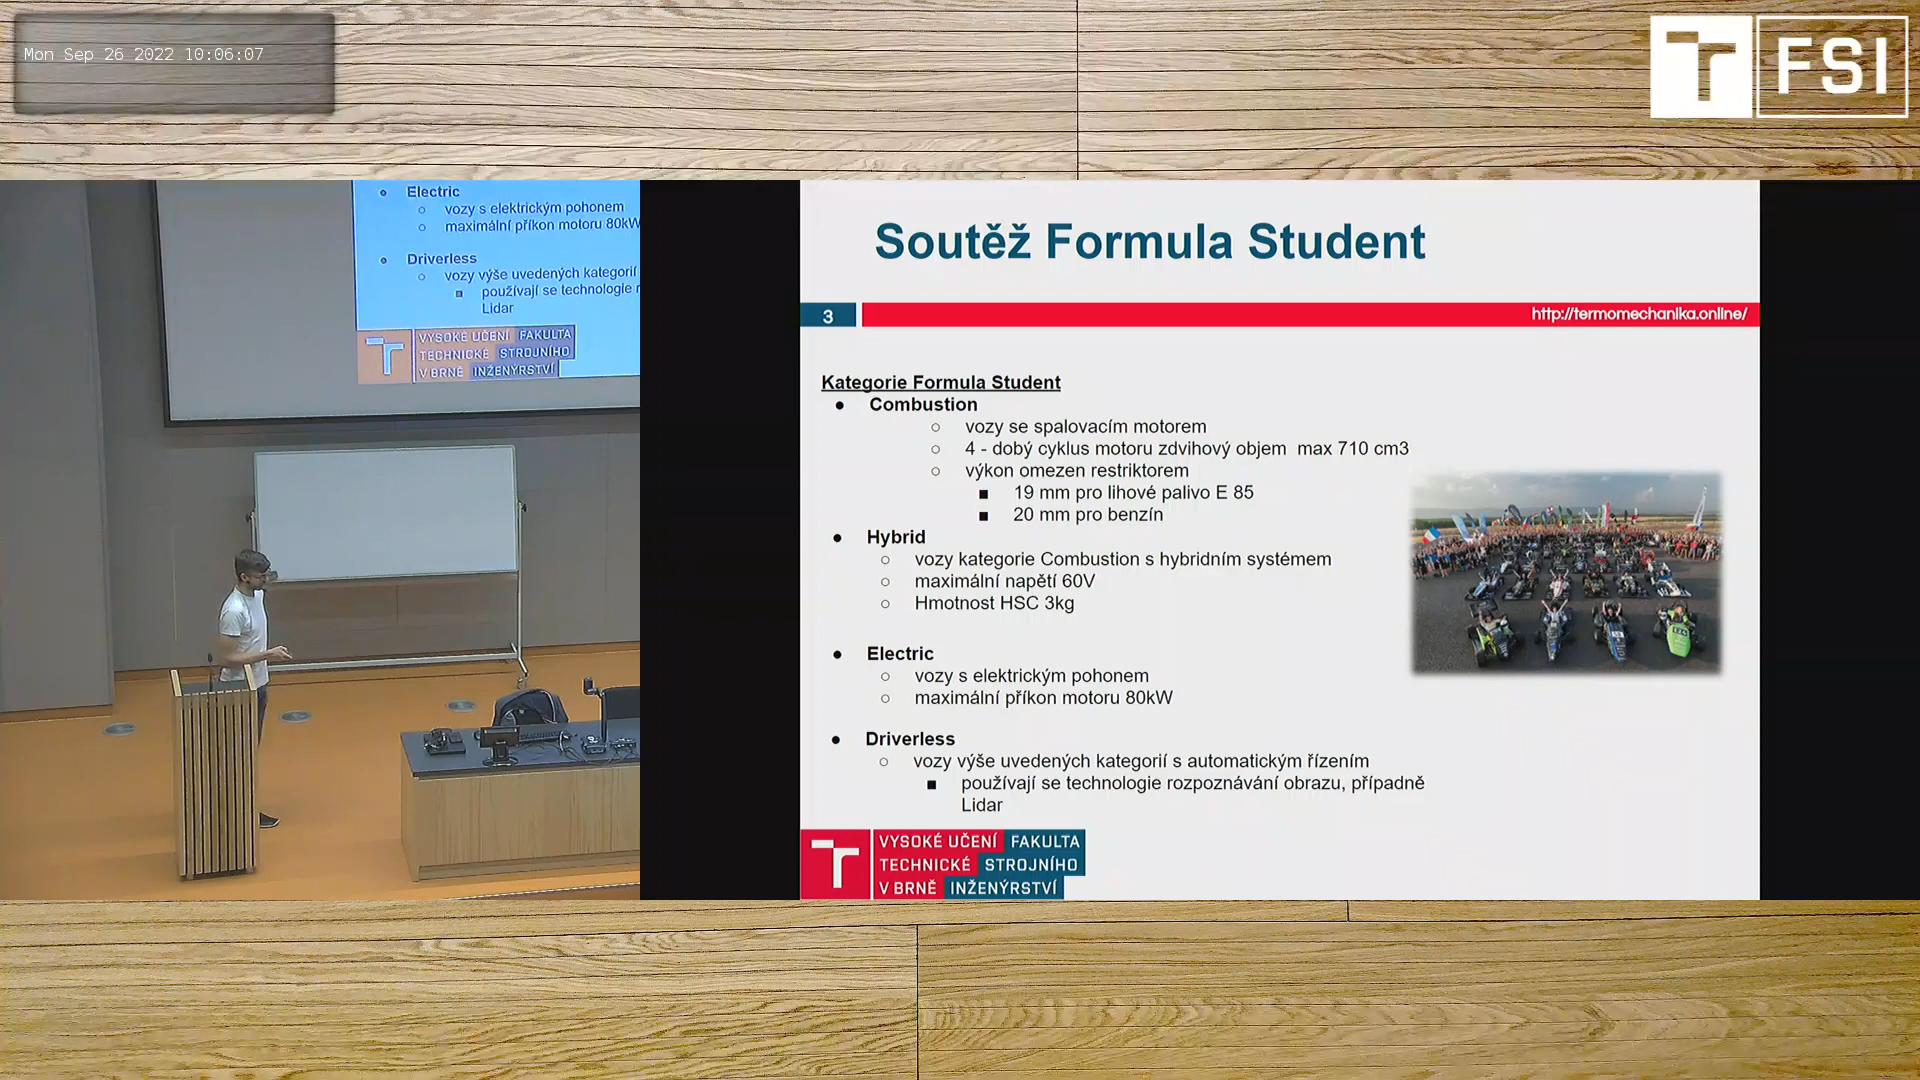 Mon Sep 26 2022 10:06:07
FSI
Electric
vozy s elektrickým pohonem
maximální příkon motoru 80kW
Driverless
vozy výše uvedených kategorií
používají se technologie
Lidar
VYSOKÉ UČENÍ FAKULTA
TECHNICKÉ STROJNÍHO
V BRNĚ INŽENÝRSTVÍ
Soutěž Formula Student
3
http://termomechanika.online/
Kategorie Formula Student
● Combustion
○ vozy se spalovacím motorem
○ 4 - dobý cyklus motoru zdvihový objem max 710 cm3
○ výkon omezen restriktorem
■ 19 mm pro lihové palivo E 85
■ 20 mm pro benzín
● Hybrid
○ vozy kategorie Combustion s hybridním systémem
○ maximální napětí 60V
○ Hmotnost HSC 3kg
● Electric
○ vozy s elektrickým pohonem
○ maximální příkon motoru 80kW
● Driverless
○ vozy výše uvedených kategorií s automatickým řízením
■ používají se technologie rozpoznávání obrazu, případně
Lidar
VYSOKÉ UČENÍ FAKULTA
TECHNICKÉ STROJNÍHO
V BRNĚ INŽENÝRSTVÍ